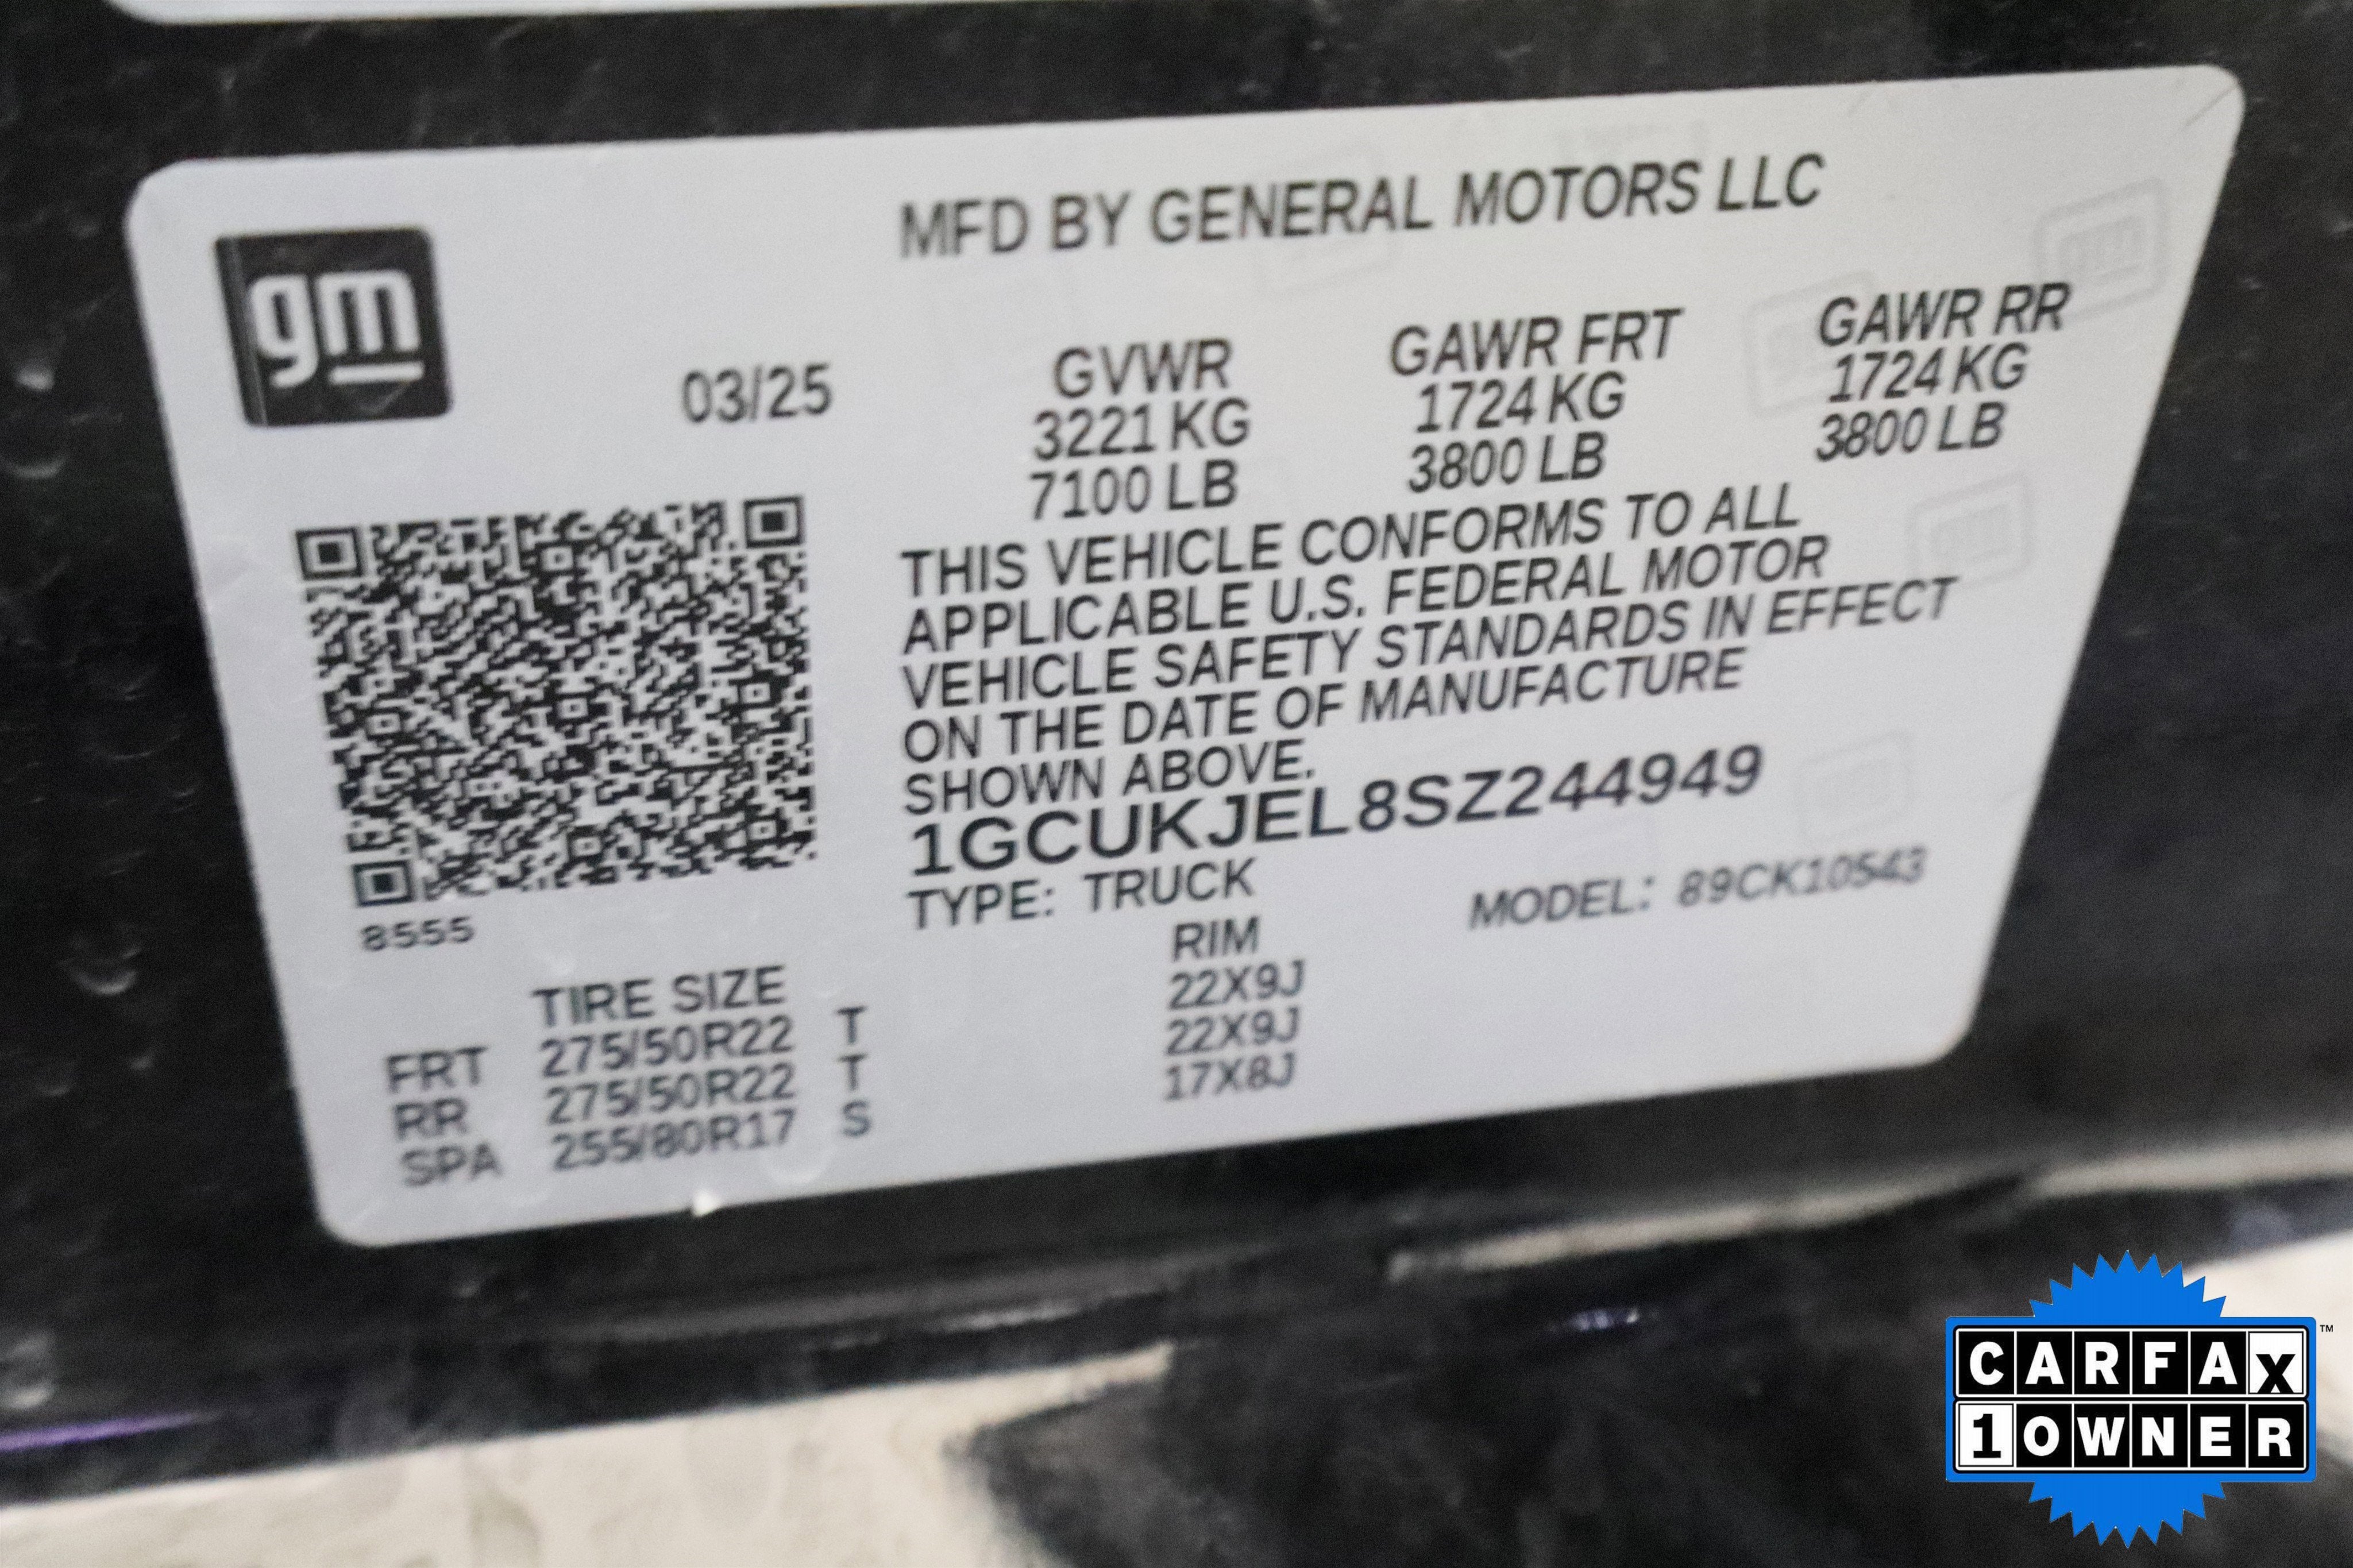 gm
MFD BY GENERAL MOTORS LLC
03/25
GVWR GAWR FRT GAWR RR
3221 KG 1724 KG 1724 KG
7100 LB 3800 LB 3800 LB
THIS VEHICLE CONFORMS TO ALL
APPLICABLE U.S. FEDERAL MOTOR
VEHICLE SAFETY STANDARDS IN EFFECT
ON THE DATE OF MANUFACTURE
SHOWN ABOVE.
1GCUKJEL8SZ244949
TYPE: TRUCK MODEL: 89CK10543
8555
TIRE SIZE RIM
FRT 275/50R22 T 22X9J
RR 275/50R22 T 22X9J
SPA 255/80R17 S 17X8J
CARFAX™
1 OWNER